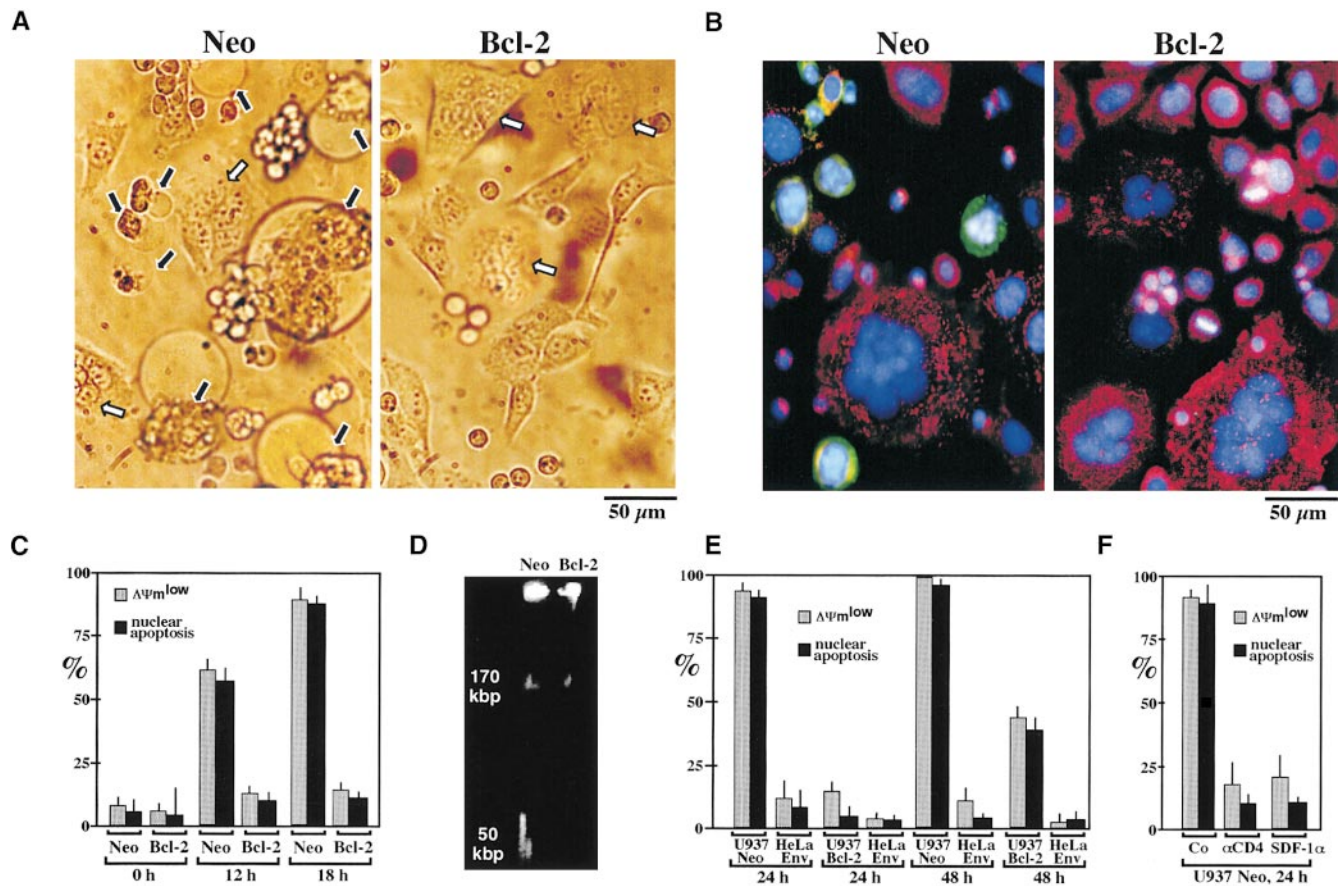 A
Neo
Bcl-2
50 µm
B
Neo
Bcl-2
50 µm
C
100
75
50
25
0
%
ΔΨm low
nuclear apoptosis
Neo Bcl-2 Neo Bcl-2 Neo Bcl-2
0 h 12 h 18 h
D
Neo Bcl-2
170 kbp
50 kbp
E
100
75
50
25
0
%
ΔΨm low
nuclear apoptosis
U937 HeLa U937 HeLa U937 HeLa U937 HeLa
Neo Env Bcl-2 Env Neo Env Bcl-2 Env
24 h 24 h 48 h 48 h
F
100
75
50
25
0
%
ΔΨm low
nuclear apoptosis
Co αCD4 SDF-1α
U937 Neo, 24 h